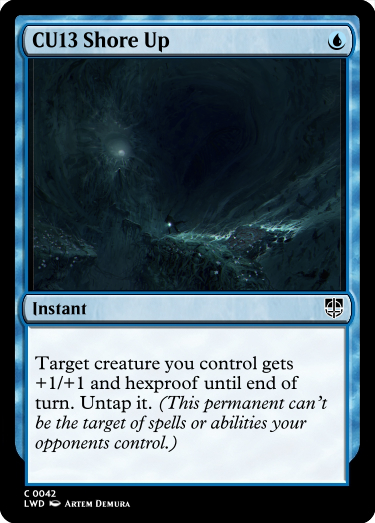 CU13 Shore Up
Instant
Target creature you control gets
+1/+1 and hexproof until end of
turn. Untap it. (This permanent can't
be the target of spells or abilities your
opponents control.)
C 0042
LWD Artem Demura